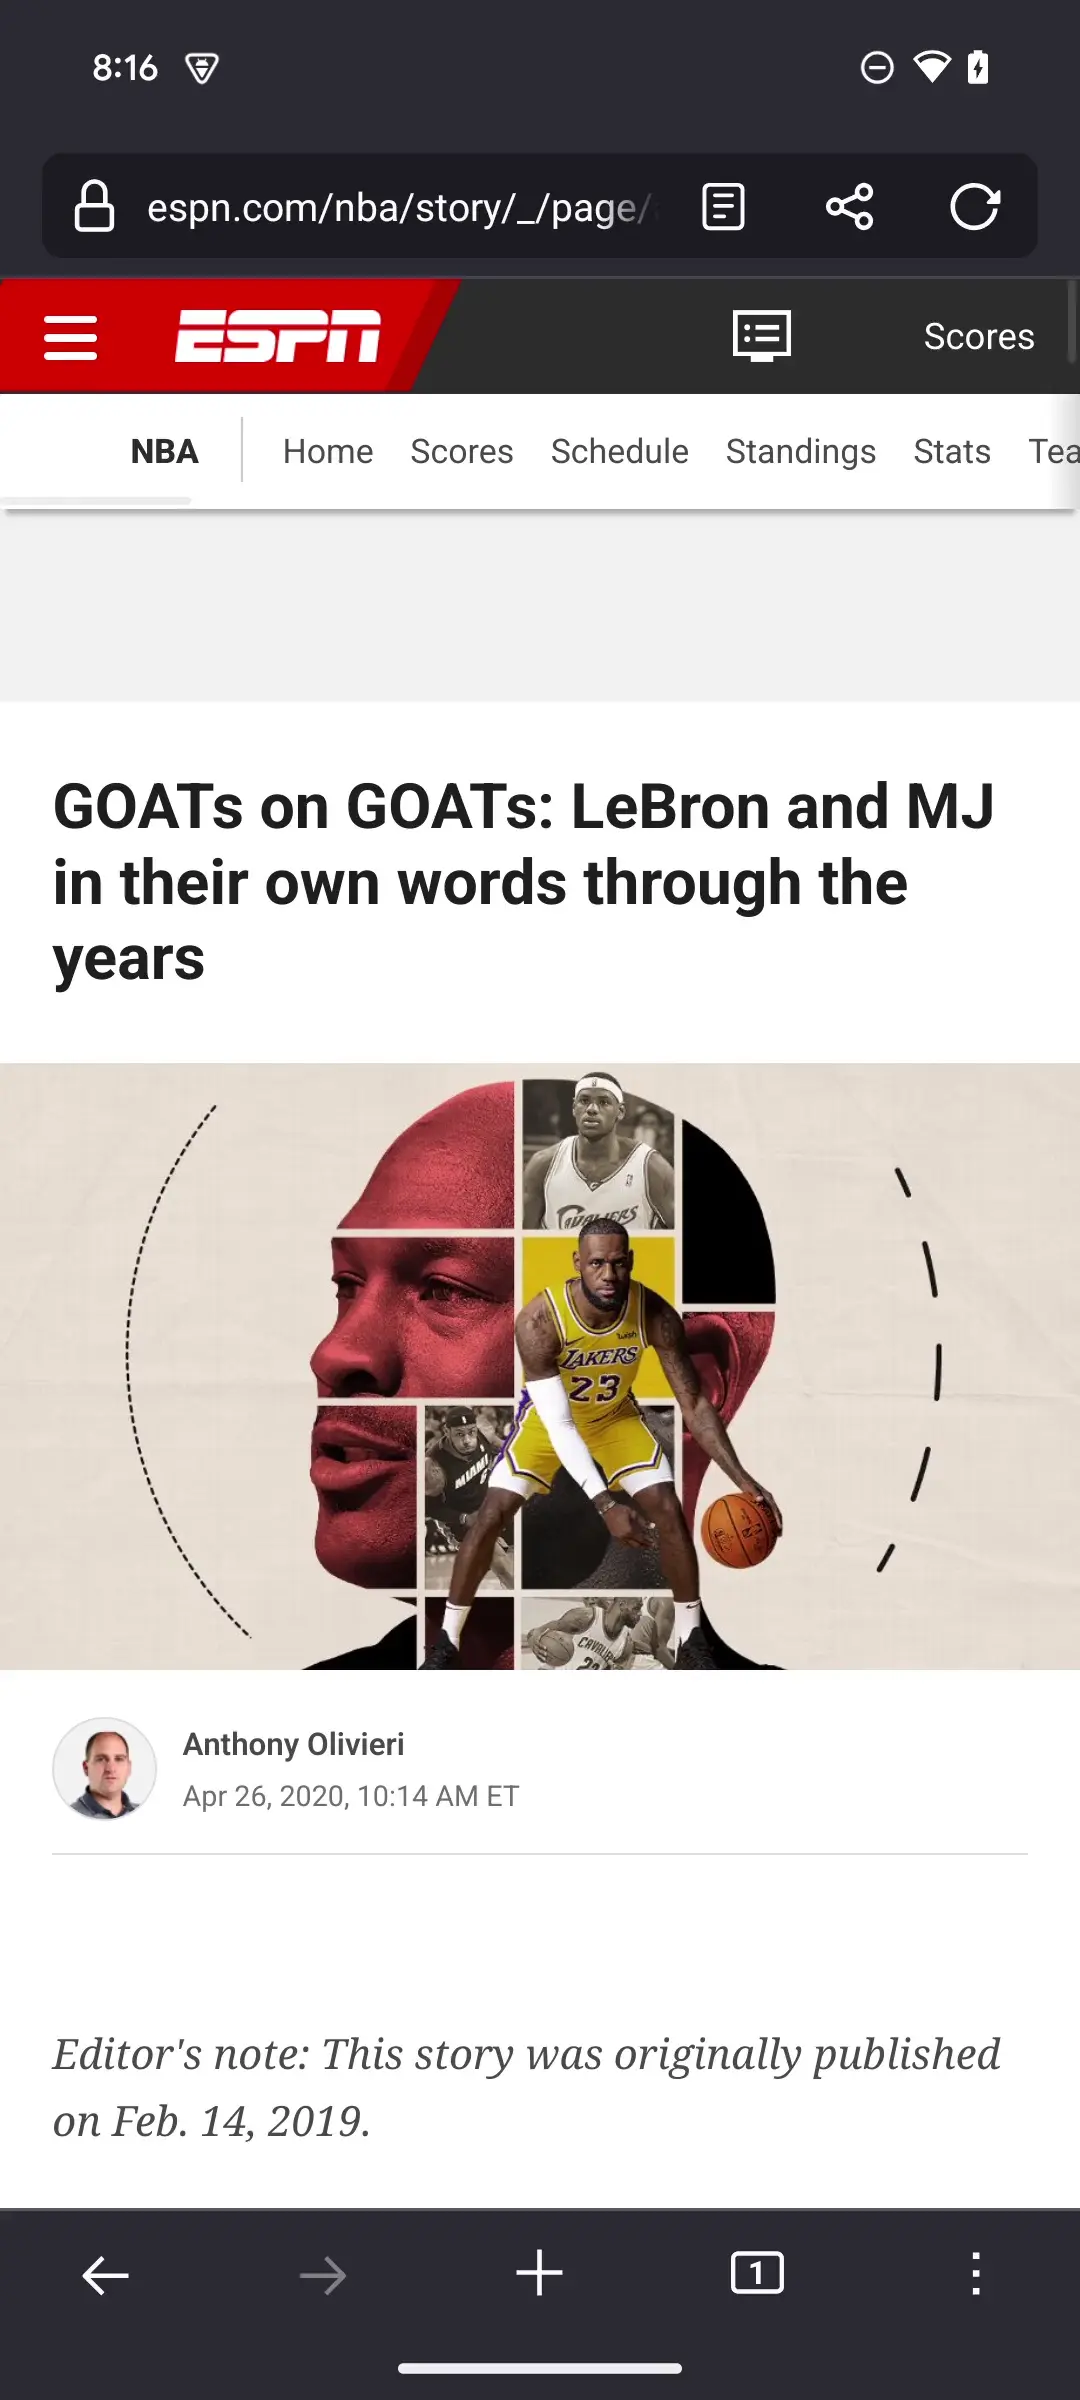 8:16
espn.com/nba/story/_/page/
ESPN
Scores
NBA Home Scores Schedule Standings Stats Tea
GOATs on GOATs: LeBron and MJ
in their own words through the
years
CAVALIERS
LAKERS
23
MIAMI
Anthony Olivieri
Apr 26, 2020, 10:14 AM ET
Editor's note: This story was originally published
on Feb. 14, 2019.
1